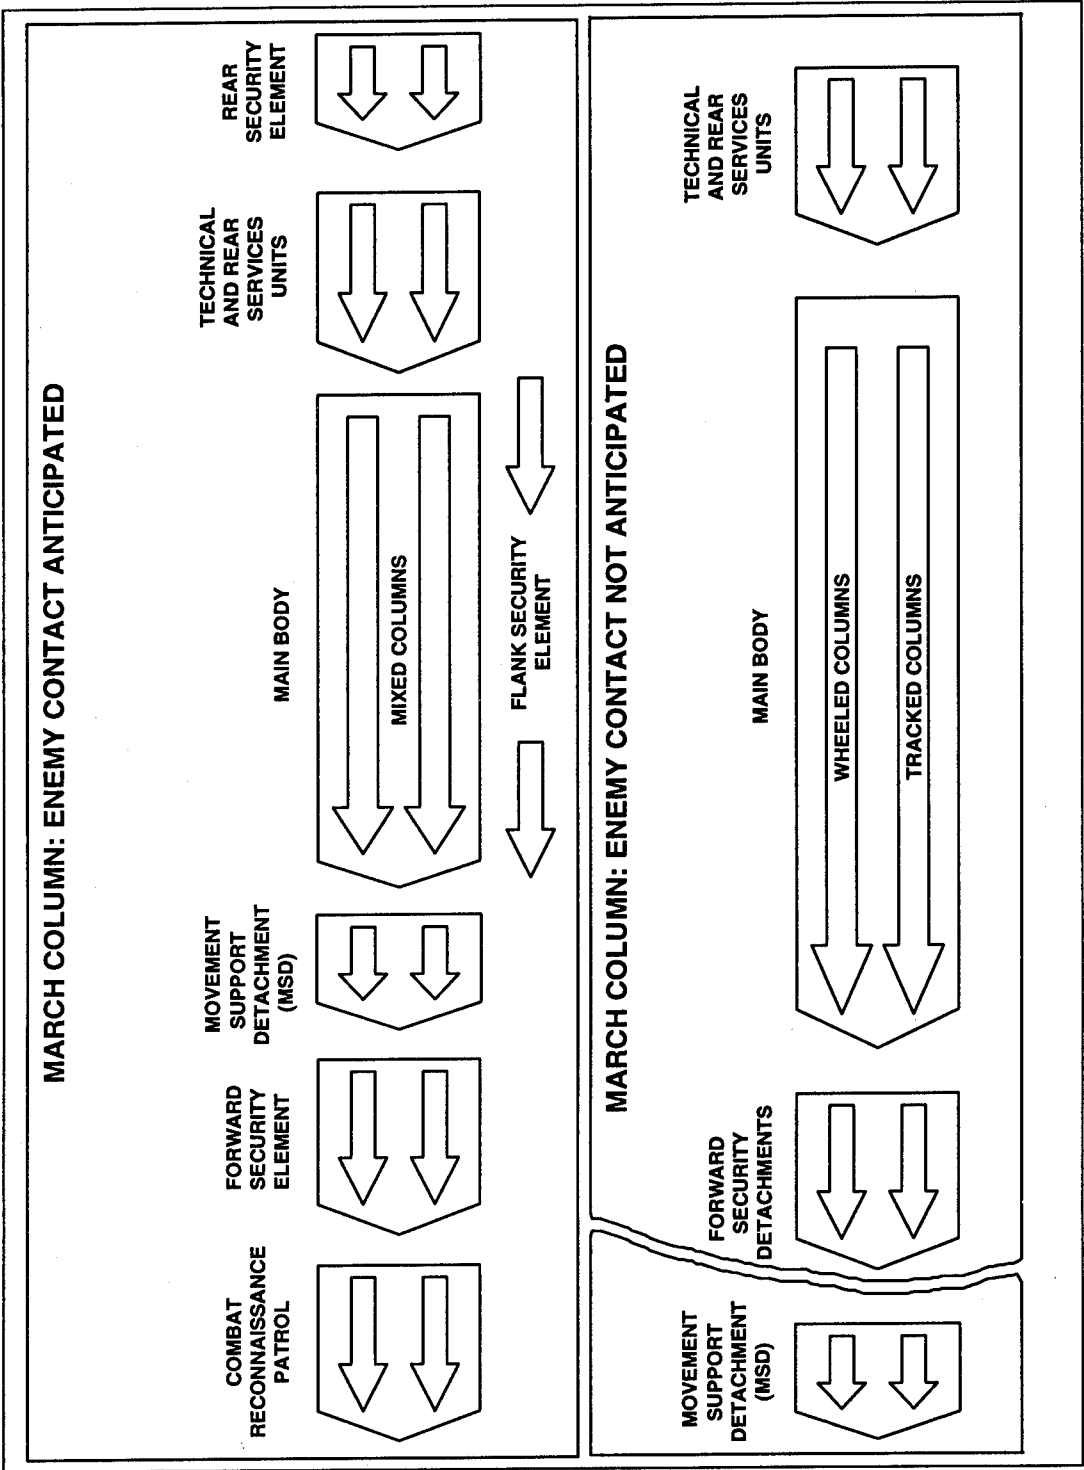 MARCH COLUMN: ENEMY CONTACT ANTICIPATED
COMBAT
RECONNAISSANCE
PATROL
FORWARD
SECURITY
ELEMENT
MOVEMENT
SUPPORT
DETACHMENT
(MSD)
MAIN BODY
MIXED COLUMNS
FLANK SECURITY
ELEMENT
TECHNICAL
AND REAR
SERVICES
UNITS
REAR
SECURITY
ELEMENT
MARCH COLUMN: ENEMY CONTACT NOT ANTICIPATED
MOVEMENT
SUPPORT
DETACHMENT
(MSD)
FORWARD
SECURITY
DETACHMENTS
MAIN BODY
WHEELED COLUMNS
TRACKED COLUMNS
TECHNICAL
AND REAR
SERVICES
UNITS